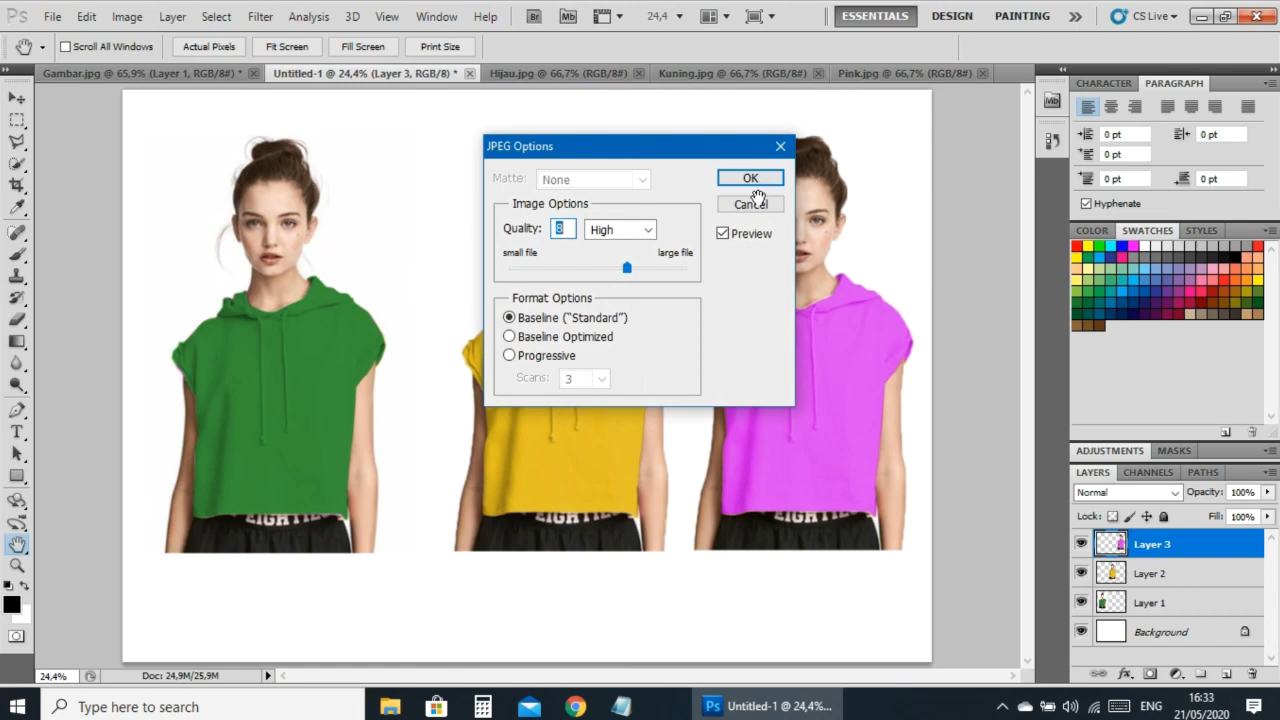 Ps File Edit Image Layer Select Filter Analysis 3D View Window Help Br Mb 24,4 ESSENTIALS DESIGN PAINTING CS Live
Scroll All Windows Actual Pixels Fit Screen Fill Screen Print Size
Gambar.jpg @ 65,9% (Layer 1, RGB/8#) * Untitled-1 @ 24,4% (Layer 3, RGB/8) * Hijau.jpg @ 66,7% (RGB/8#) Kuning.jpg @ 66,7% (RGB/8#) Pink.jpg @ 66,7% (RGB/8#)
JPEG Options
Matte: None
OK
Cancel
Preview
Image Options
Quality: 8 High
small file large file
Format Options
Baseline ("Standard")
Baseline Optimized
Progressive
Scans: 3
Mb
CHARACTER PARAGRAPH
0 pt 0 pt
0 pt
0 pt 0 pt
Hyphenate
COLOR SWATCHES STYLES
ADJUSTMENTS MASKS
LAYERS CHANNELS PATHS
Normal Opacity: 100%
Lock: Fill: 100%
Layer 3
Layer 2
Layer 1
Background
24,4% Doc: 24,9M/25,9M
Type here to search
Ps Untitled-1 @ 24,4%...
ENG
16:33
21/05/2020